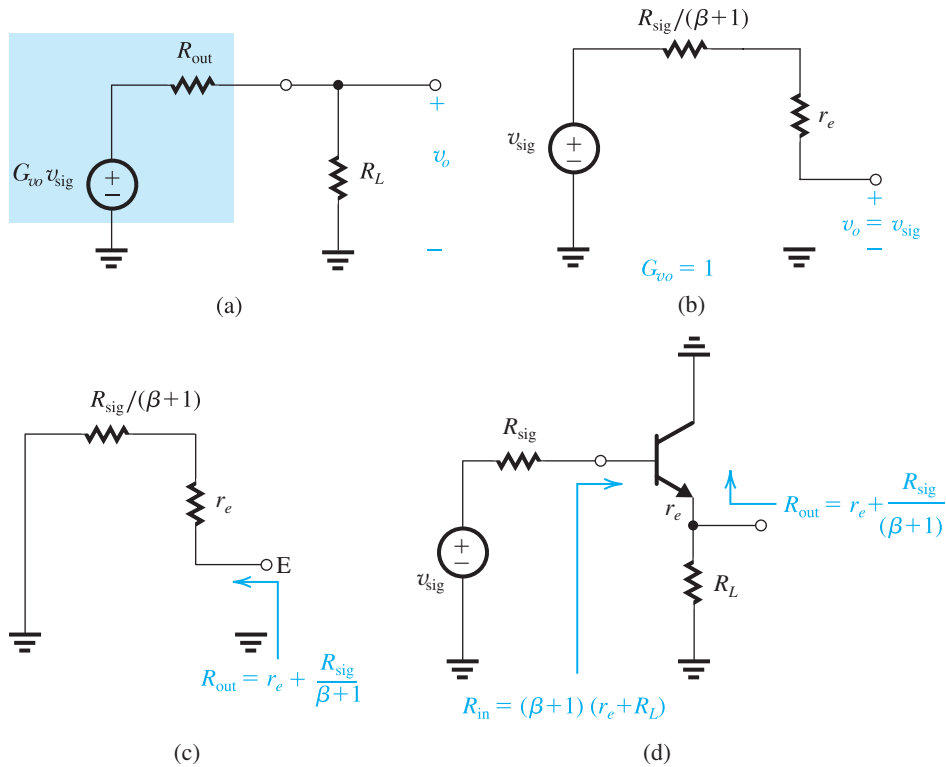 R_out
G_vo v_sig
+
−
R_L
+
v_o
−
(a)
R_sig/(β+1)
r_e
v_sig
+
−
+
v_o = v_sig
−
G_vo = 1
(b)
R_sig/(β+1)
r_e
E
R_out = r_e + R_sig/β+1
(c)
R_sig
v_sig
+
−
r_e
R_out = r_e + R_sig/(β+1)
R_L
R_in = (β+1) (r_e+R_L)
(d)